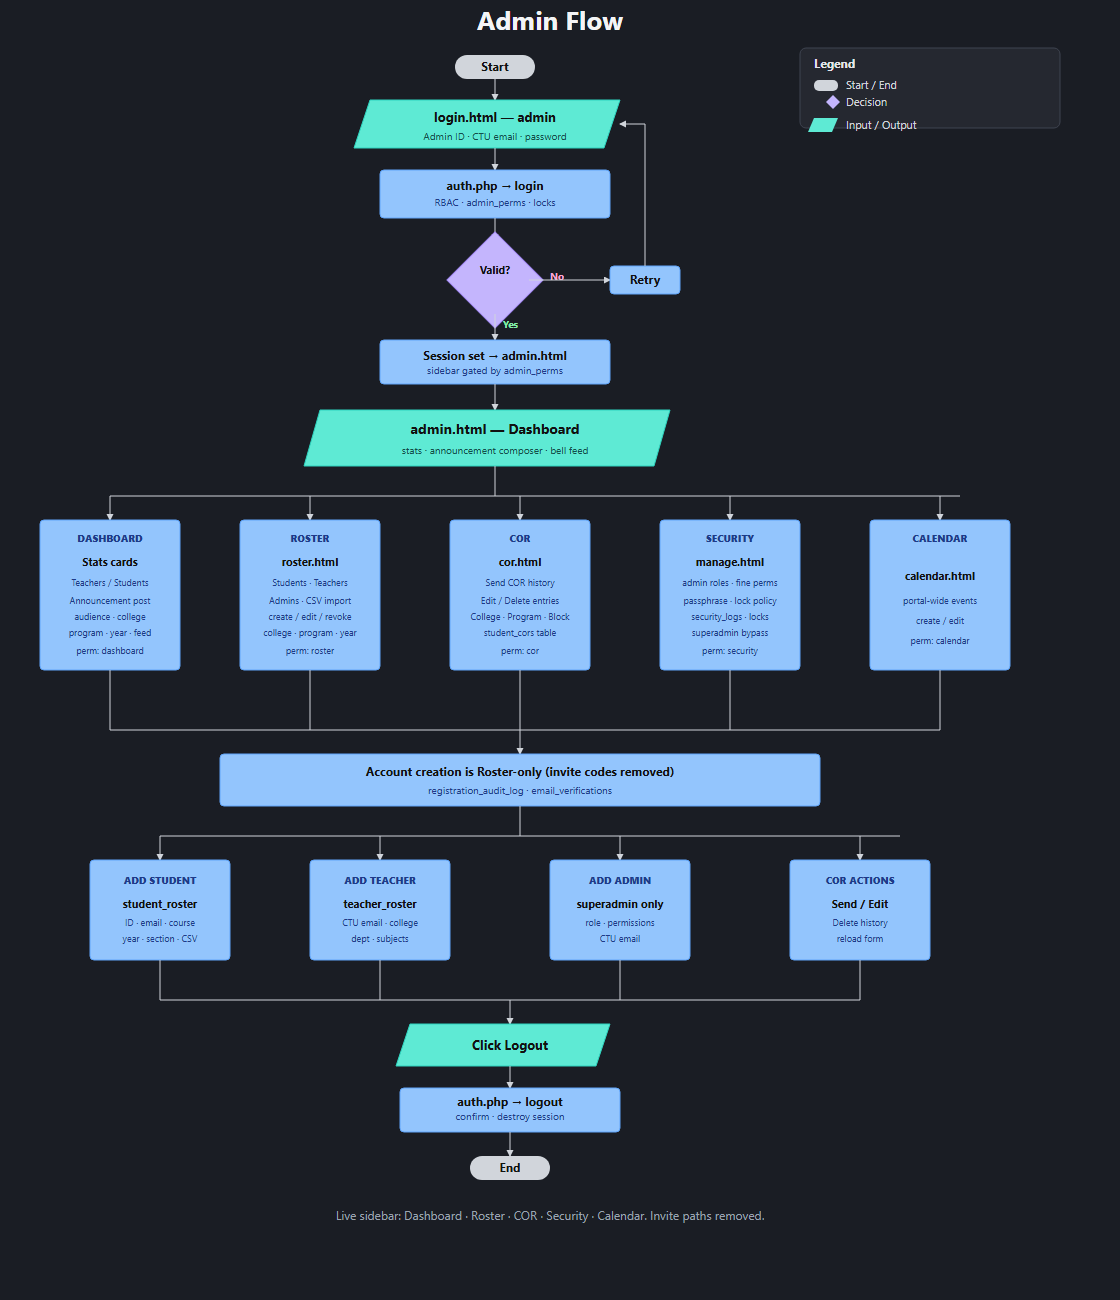 Admin Flow
Start
Legend
Start / End
Decision
Input / Output
login.html — admin
Admin ID · CTU email · password
auth.php → login
RBAC · admin_perms · locks
Valid?
No
Retry
Yes
Session set → admin.html
sidebar gated by admin_perms
admin.html — Dashboard
stats · announcement composer · bell feed
DASHBOARD
Stats cards
Teachers / Students
Announcement post
audience · college
program · year · feed
perm: dashboard
ROSTER
roster.html
Students · Teachers
Admins · CSV import
create / edit / revoke
college · program · year
perm: roster
COR
cor.html
Send COR history
Edit / Delete entries
College · Program · Block
student_cors table
perm: cor
SECURITY
manage.html
admin roles · fine perms
passphrase · lock policy
security_logs · locks
superadmin bypass
perm: security
CALENDAR
calendar.html
portal-wide events
create / edit
perm: calendar
Account creation is Roster-only (invite codes removed)
registration_audit_log · email_verifications
ADD STUDENT
student_roster
ID · email · course
year · section · CSV
ADD TEACHER
teacher_roster
CTU email · college
dept · subjects
ADD ADMIN
superadmin only
role · permissions
CTU email
COR ACTIONS
Send / Edit
Delete history
reload form
Click Logout
auth.php → logout
confirm · destroy session
End
Live sidebar: Dashboard · Roster · COR · Security · Calendar. Invite paths removed.